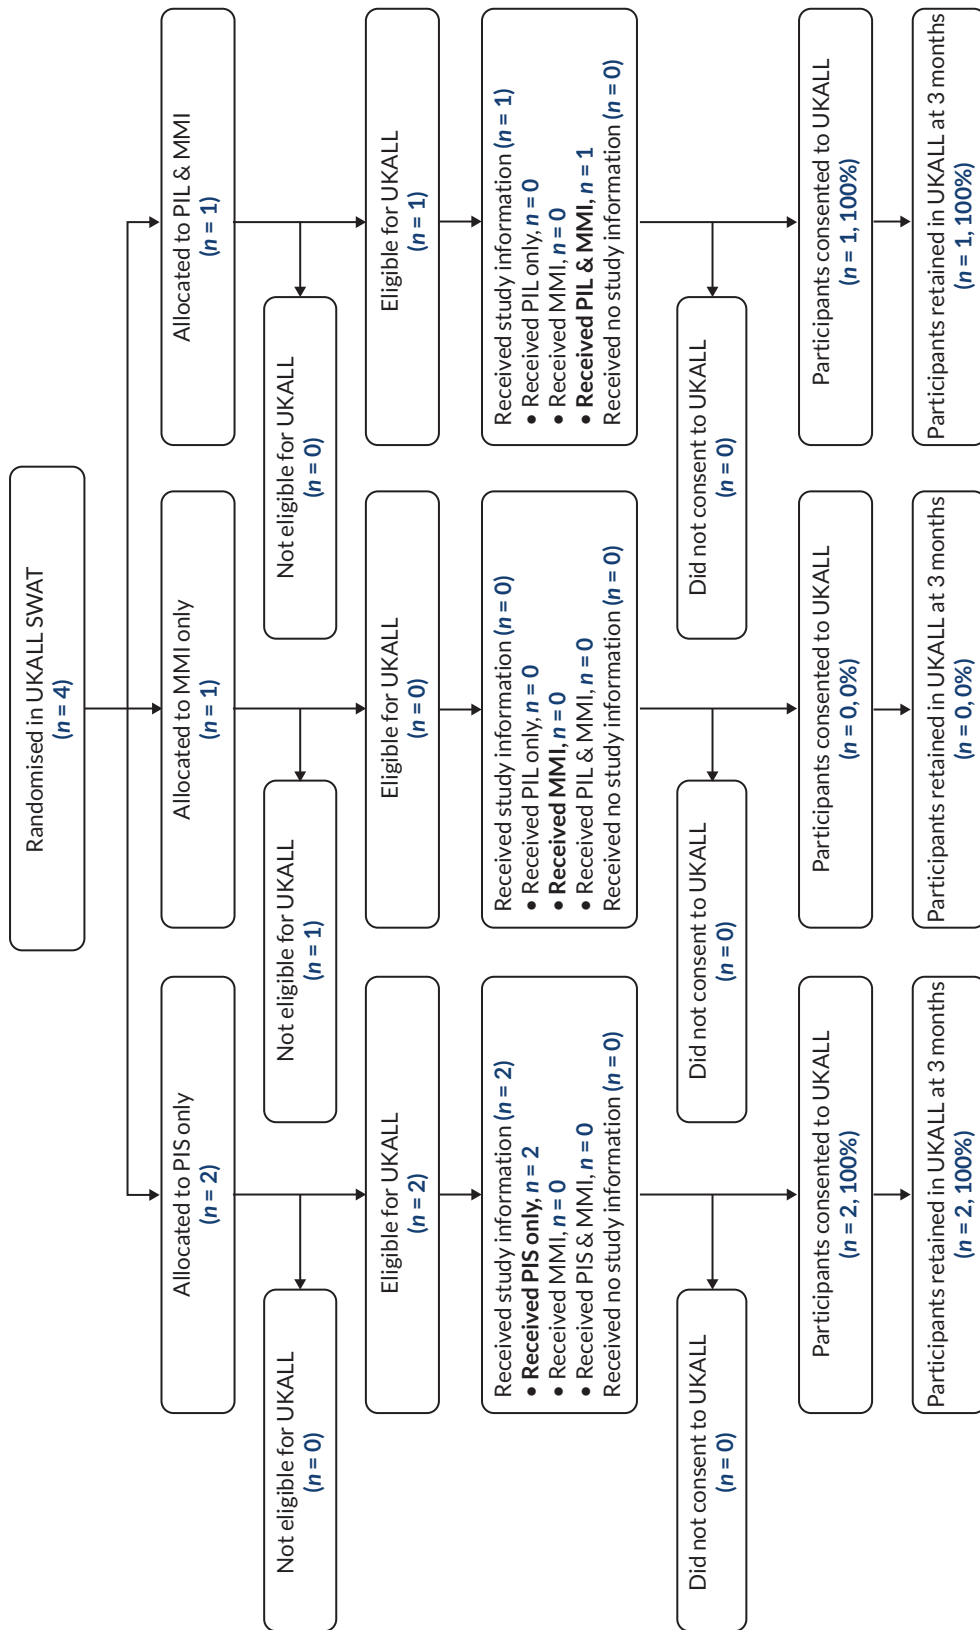 Randomised in UKALL SWAT
(n = 4)
Allocated to PIS only
(n = 2)
Allocated to MMI only
(n = 1)
Allocated to PIL & MMI
(n = 1)
Not eligible for UKALL
(n = 0)
Not eligible for UKALL
(n = 1)
Not eligible for UKALL
(n = 0)
Eligible for UKALL
(n = 2)
Eligible for UKALL
(n = 0)
Eligible for UKALL
(n = 1)
Received study information (n = 2)
• Received PIS only, n = 2
• Received MMI, n = 0
• Received PIS & MMI, n = 0
Received no study information (n = 0)
Received study information (n = 0)
• Received PIL only, n = 0
• Received MMI, n = 0
• Received PIL & MMI, n = 0
Received no study information (n = 0)
Received study information (n = 1)
• Received PIL only, n = 0
• Received MMI, n = 0
• Received PIL & MMI, n = 1
Received no study information (n = 0)
Did not consent to UKALL
(n = 0)
Did not consent to UKALL
(n = 0)
Did not consent to UKALL
(n = 0)
Participants consented to UKALL
(n = 2, 100%)
Participants consented to UKALL
(n = 0, 0%)
Participants consented to UKALL
(n = 1, 100%)
Participants retained in UKALL at 3 months
(n = 2, 100%)
Participants retained in UKALL at 3 months
(n = 0, 0%)
Participants retained in UKALL at 3 months
(n = 1, 100%)